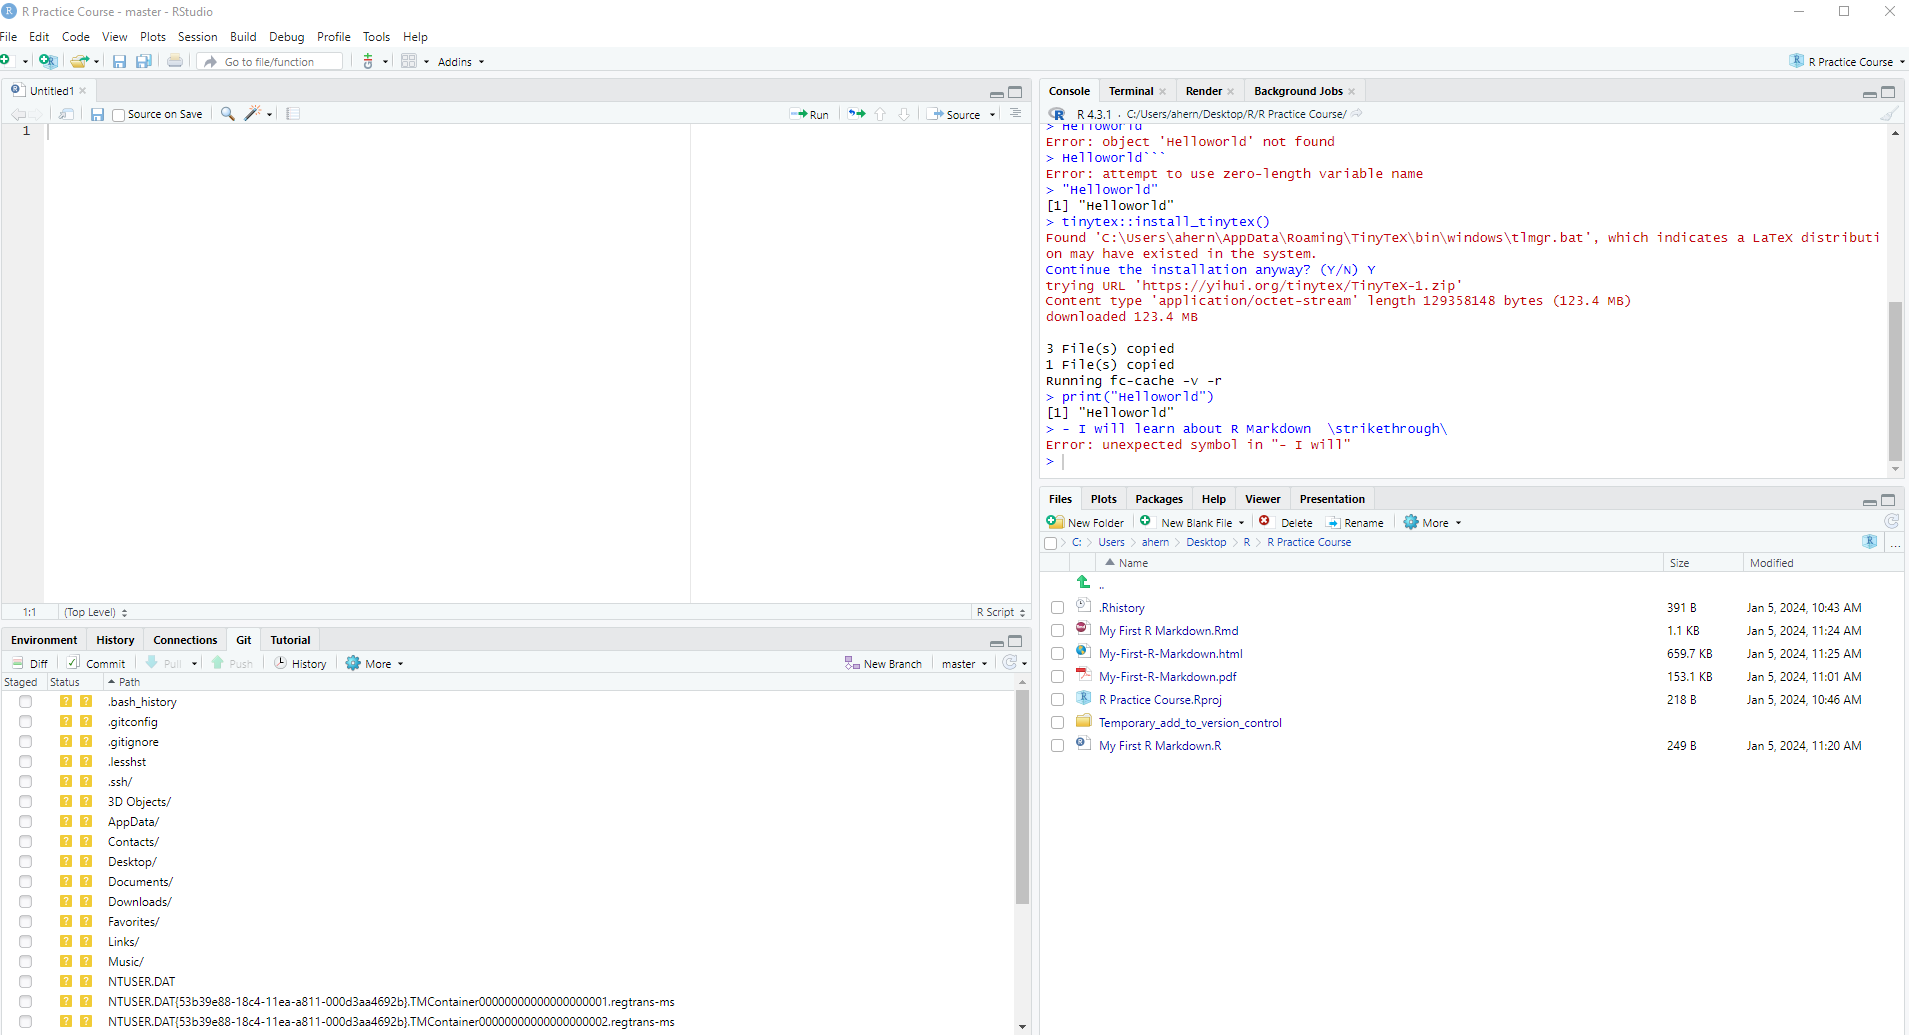 R Practice Course - master - RStudio
File Edit Code View Plots Session Build Debug Profile Tools Help
Go to file/function Addins R Practice Course
Untitled1
Source on Save Run Source
1
1:1 (Top Level) R Script
Console Terminal Render Background Jobs
R 4.3.1 · C:/Users/ahern/Desktop/R/R Practice Course/
> Helloworld
Error: object 'Helloworld' not found
> Helloworld```
Error: attempt to use zero-length variable name
> "Helloworld"
[1] "Helloworld"
> tinytex::install_tinytex()
Found 'C:\Users\ahern\AppData\Roaming\TinyTeX\bin\windows\tlmgr.bat', which indicates a LaTeX distributi
on may have existed in the system.
Continue the installation anyway? (Y/N) Y
trying URL 'https://yihui.org/tinytex/TinyTeX-1.zip'
Content type 'application/octet-stream' length 129358148 bytes (123.4 MB)
downloaded 123.4 MB
3 File(s) copied
1 File(s) copied
Running fc-cache -v -r
> print("Helloworld")
[1] "Helloworld"
> - I will learn about R Markdown  \strikethrough\
Error: unexpected symbol in "- I will"
>
Environment History Connections Git Tutorial
Diff Commit Pull Push History More New Branch master
Staged Status Path
? ? .bash_history
? ? .gitconfig
? ? .gitignore
? ? .lesshst
? ? .ssh/
? ? 3D Objects/
? ? AppData/
? ? Contacts/
? ? Desktop/
? ? Documents/
? ? Downloads/
? ? Favorites/
? ? Links/
? ? Music/
? ? NTUSER.DAT
? ? NTUSER.DAT{53b39e88-18c4-11ea-a811-000d3aa4692b}.TMContainer00000000000000000001.regtrans-ms
? ? NTUSER.DAT{53b39e88-18c4-11ea-a811-000d3aa4692b}.TMContainer00000000000000000002.regtrans-ms
Files Plots Packages Help Viewer Presentation
New Folder New Blank File Delete Rename More
C: > Users > ahern > Desktop > R > R Practice Course ...
Name Size Modified
..
.Rhistory 391 B Jan 5, 2024, 10:43 AM
My First R Markdown.Rmd 1.1 KB Jan 5, 2024, 11:24 AM
My-First-R-Markdown.html 659.7 KB Jan 5, 2024, 11:25 AM
My-First-R-Markdown.pdf 153.1 KB Jan 5, 2024, 11:01 AM
R Practice Course.Rproj 218 B Jan 5, 2024, 10:46 AM
Temporary_add_to_version_control
My First R Markdown.R 249 B Jan 5, 2024, 11:20 AM